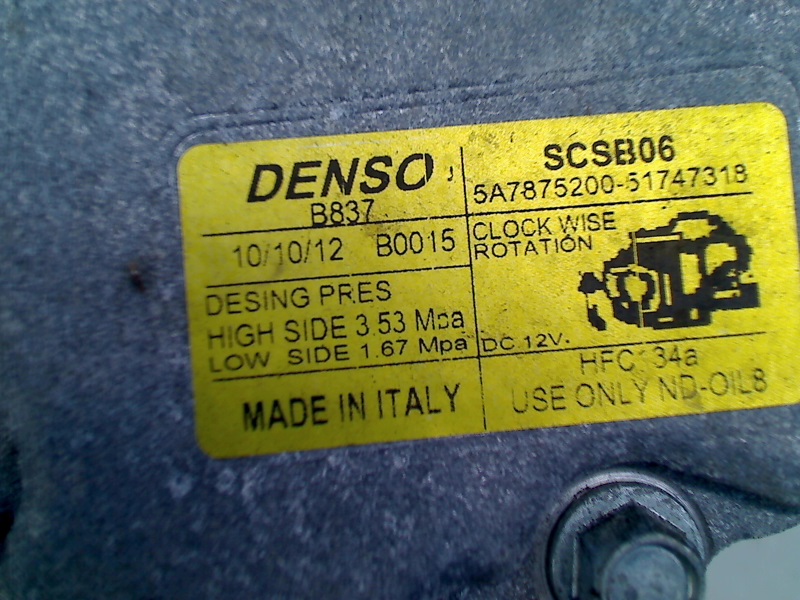 DENSO
B837
SCSB06
5A7875200-51747318
10/10/12 B0015
CLOCK WISE
ROTATION
DESING PRES
HIGH SIDE 3.53 Mpa
LOW SIDE 1.67 Mpa
DC 12V.
HFC 34a
MADE IN ITALY
USE ONLY ND-OIL8